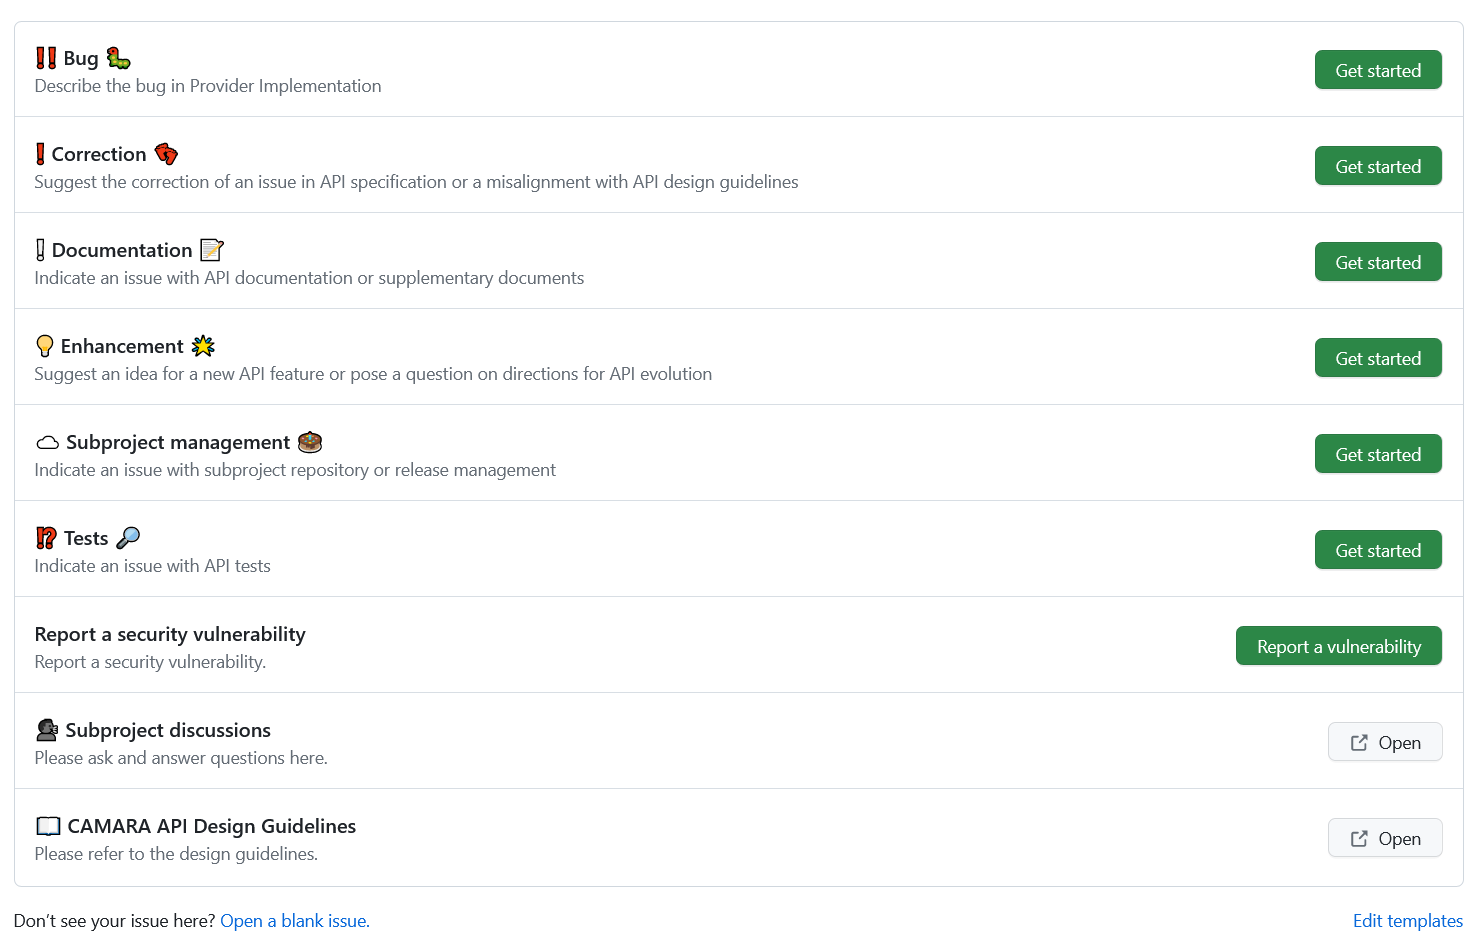 ‼️ Bug 🐛
Describe the bug in Provider Implementation
Get started
❗ Correction 👣
Suggest the correction of an issue in API specification or a misalignment with API design guidelines
Get started
❕ Documentation 📝
Indicate an issue with API documentation or supplementary documents
Get started
💡 Enhancement 🌟
Suggest an idea for a new API feature or pose a question on directions for API evolution
Get started
☁️ Subproject management 🎂
Indicate an issue with subproject repository or release management
Get started
⁉️ Tests 🔎
Indicate an issue with API tests
Get started
Report a security vulnerability
Report a security vulnerability.
Report a vulnerability
🗣️ Subproject discussions
Please ask and answer questions here.
Open
📖 CAMARA API Design Guidelines
Please refer to the design guidelines.
Open
Don’t see your issue here? Open a blank issue.
Edit templates